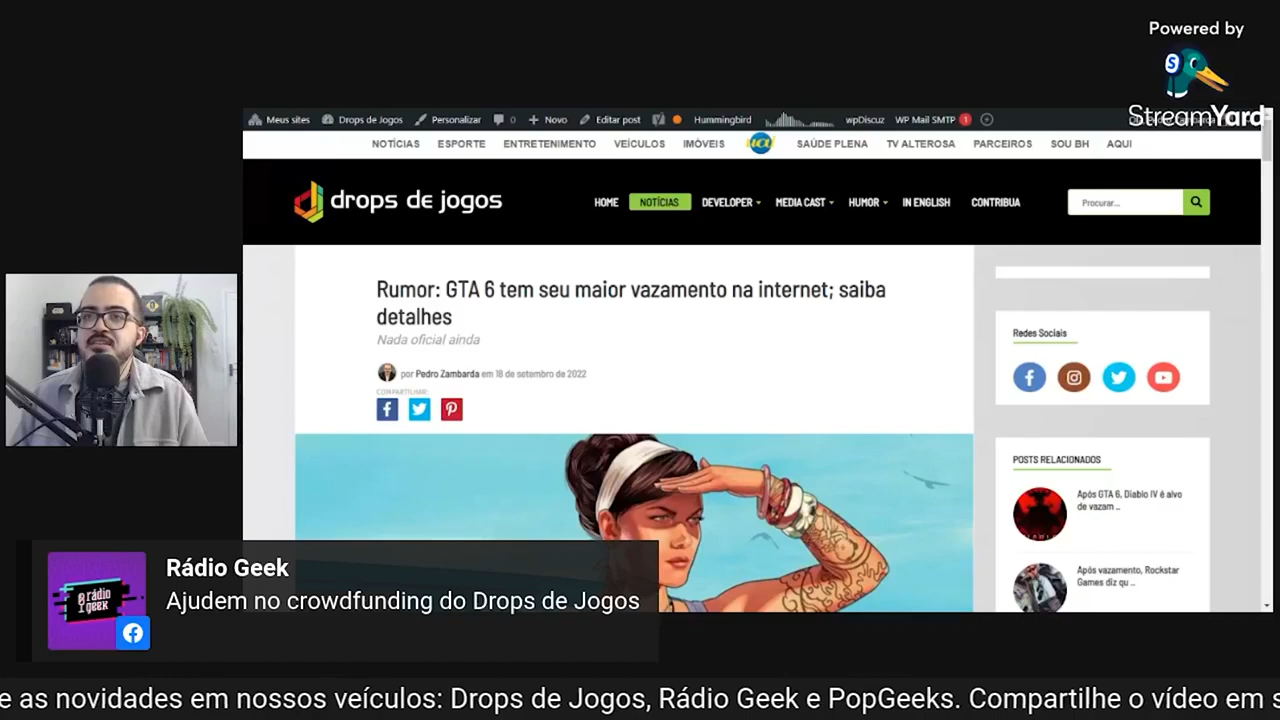 Powered by
StreamYard
Meus sites Drops de Jogos Personalizar 0 Novo Editar post Hummingbird wpDiscuz WP Mail SMTP 1
NOTÍCIAS ESPORTE ENTRETENIMENTO VEÍCULOS IMÓVEIS UAI SAÚDE PLENA TV ALTEROSA PARCEIROS SOU BH AQUI
drops de jogos
HOME NOTÍCIAS DEVELOPER MEDIA CAST HUMOR IN ENGLISH CONTRIBUA
Procurar...
Rumor: GTA 6 tem seu maior vazamento na internet; saiba
detalhes
Nada oficial ainda
por Pedro Zambarda em 18 de setembro de 2022
COMPARTILHAR:
Redes Sociais
POSTS RELACIONADOS
Após GTA 6, Diablo IV é alvo
de vazam ..
Após vazamento, Rockstar
Games diz qu ..
rádio
geek
Rádio Geek
Ajudem no crowdfunding do Drops de Jogos
e as novidades em nossos veículos: Drops de Jogos, Rádio Geek e PopGeeks. Compartilhe o vídeo em s